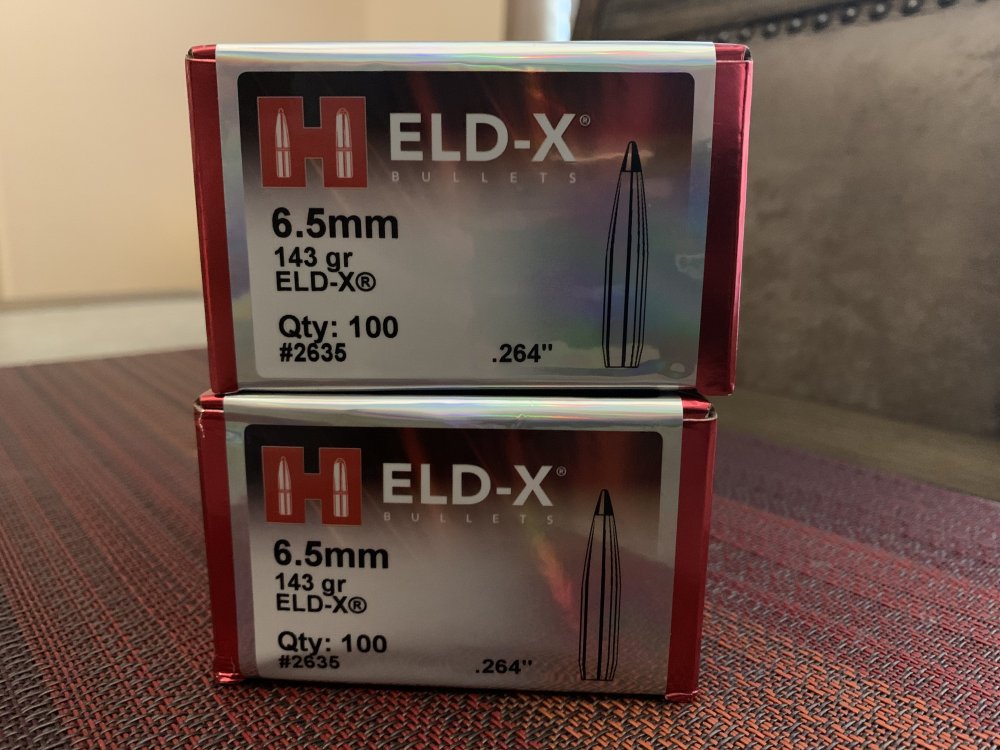 H ELD-X®
BULLETS
6.5mm
143 gr
ELD-X®
Qty: 100
#2635 .264"
H ELD-X®
BULLETS
6.5mm
143 gr
ELD-X®
Qty: 100
#2635 .264"